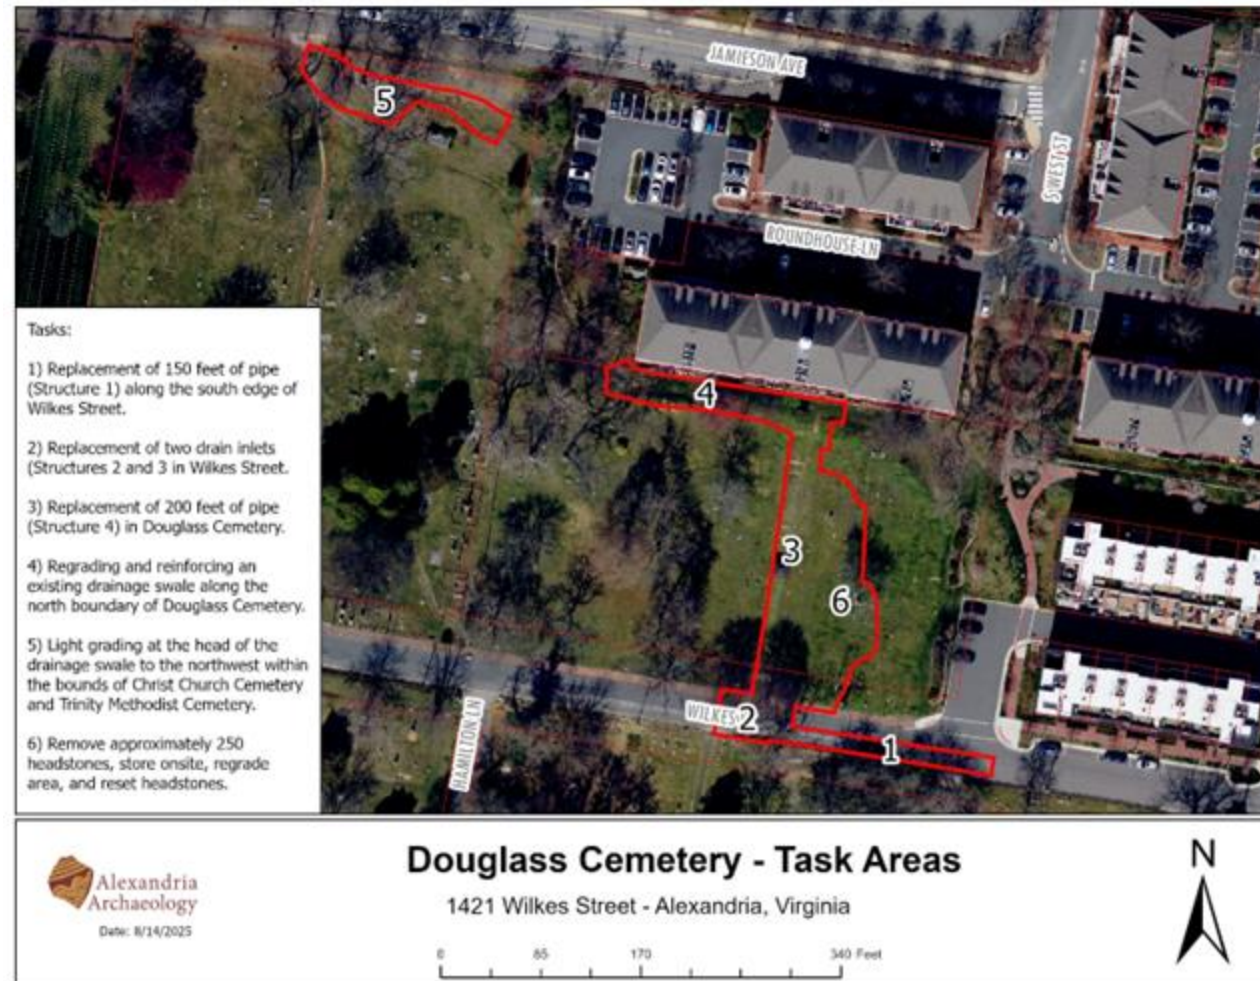 JAMIESON AVE
5
S WEST ST
ROUNDHOUSE LN
4
3
6
WILKES
2
1
HAMILTON LN
Tasks:
1) Replacement of 150 feet of pipe
(Structure 1) along the south edge of
Wilkes Street.
2) Replacement of two drain inlets
(Structures 2 and 3 in Wilkes Street.
3) Replacement of 200 feet of pipe
(Structure 4) in Douglass Cemetery.
4) Regrading and reinforcing an
existing drainage swale along the
north boundary of Douglass Cemetery.
5) Light grading at the head of the
drainage swale to the northwest within
the bounds of Christ Church Cemetery
and Trinity Methodist Cemetery.
6) Remove approximately 250
headstones, store onsite, regrade
area, and reset headstones.
Alexandria
Archaeology
Date: 8/14/2025
Douglass Cemetery - Task Areas
1421 Wilkes Street - Alexandria, Virginia
0 85 170 340 Feet
N